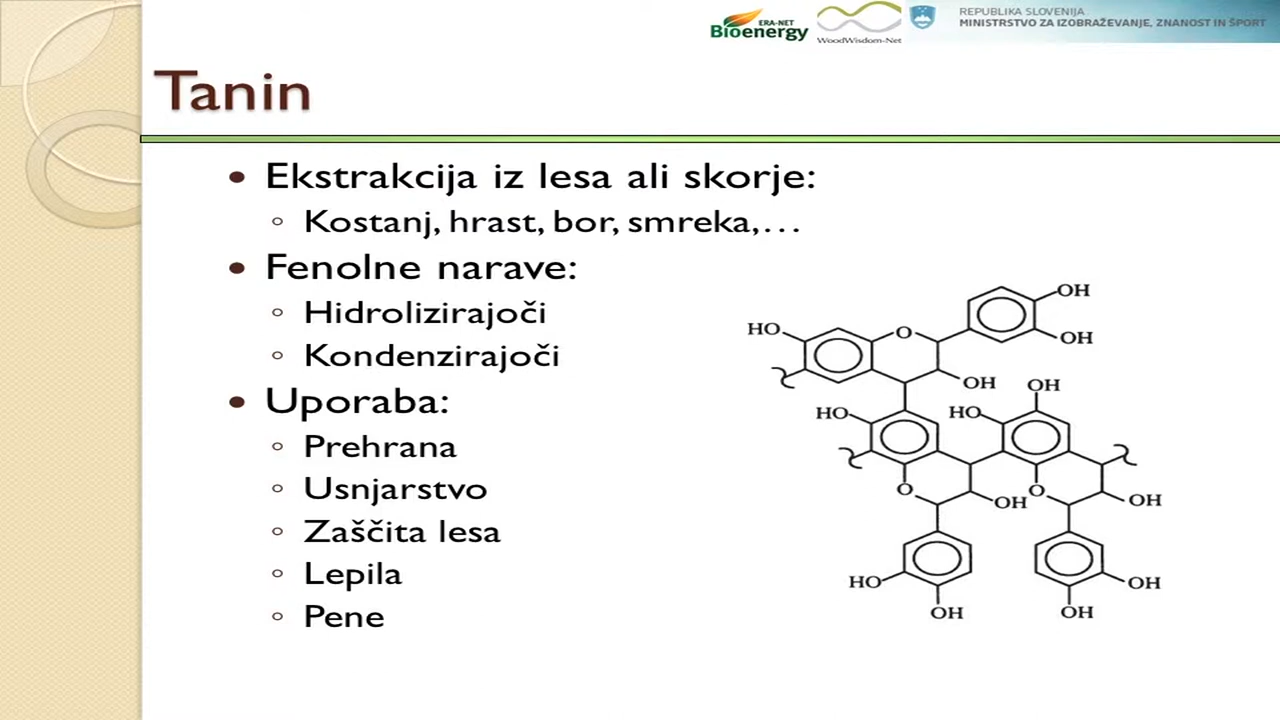 ERA-NET
Bioenergy
WoodWisdom-Net
REPUBLIKA SLOVENIJA
MINISTRSTVO ZA IZOBRAŽEVANJE, ZNANOST IN ŠPORT
Tanin
• Ekstrakcija iz lesa ali skorje:
◦ Kostanj, hrast, bor, smreka,…
• Fenolne narave:
◦ Hidrolizirajoči
◦ Kondenzirajoči
• Uporaba:
◦ Prehrana
◦ Usnjarstvo
◦ Zaščita lesa
◦ Lepila
◦ Pene
OH
HO
O
OH
OH
OH
HO
HO
O
OH
O
OH
HO
OH
OH
OH